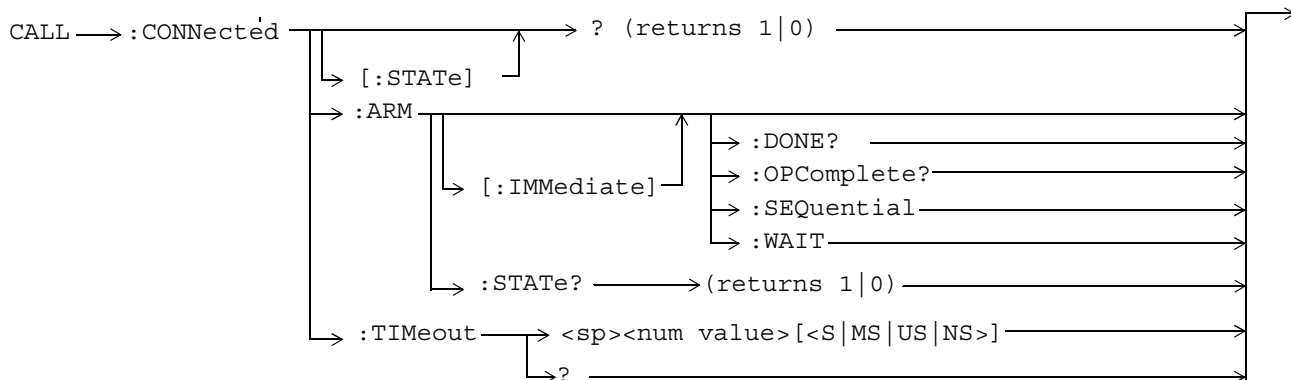 CALL :CONNected ? (returns 1|0)
[:STATe]
:ARM
:DONE?
[:IMMediate] :OPComplete?
:SEQuential
:WAIT
:STATe? (returns 1|0)
:TIMeout <sp><num value>[<S|MS|US|NS>]
?